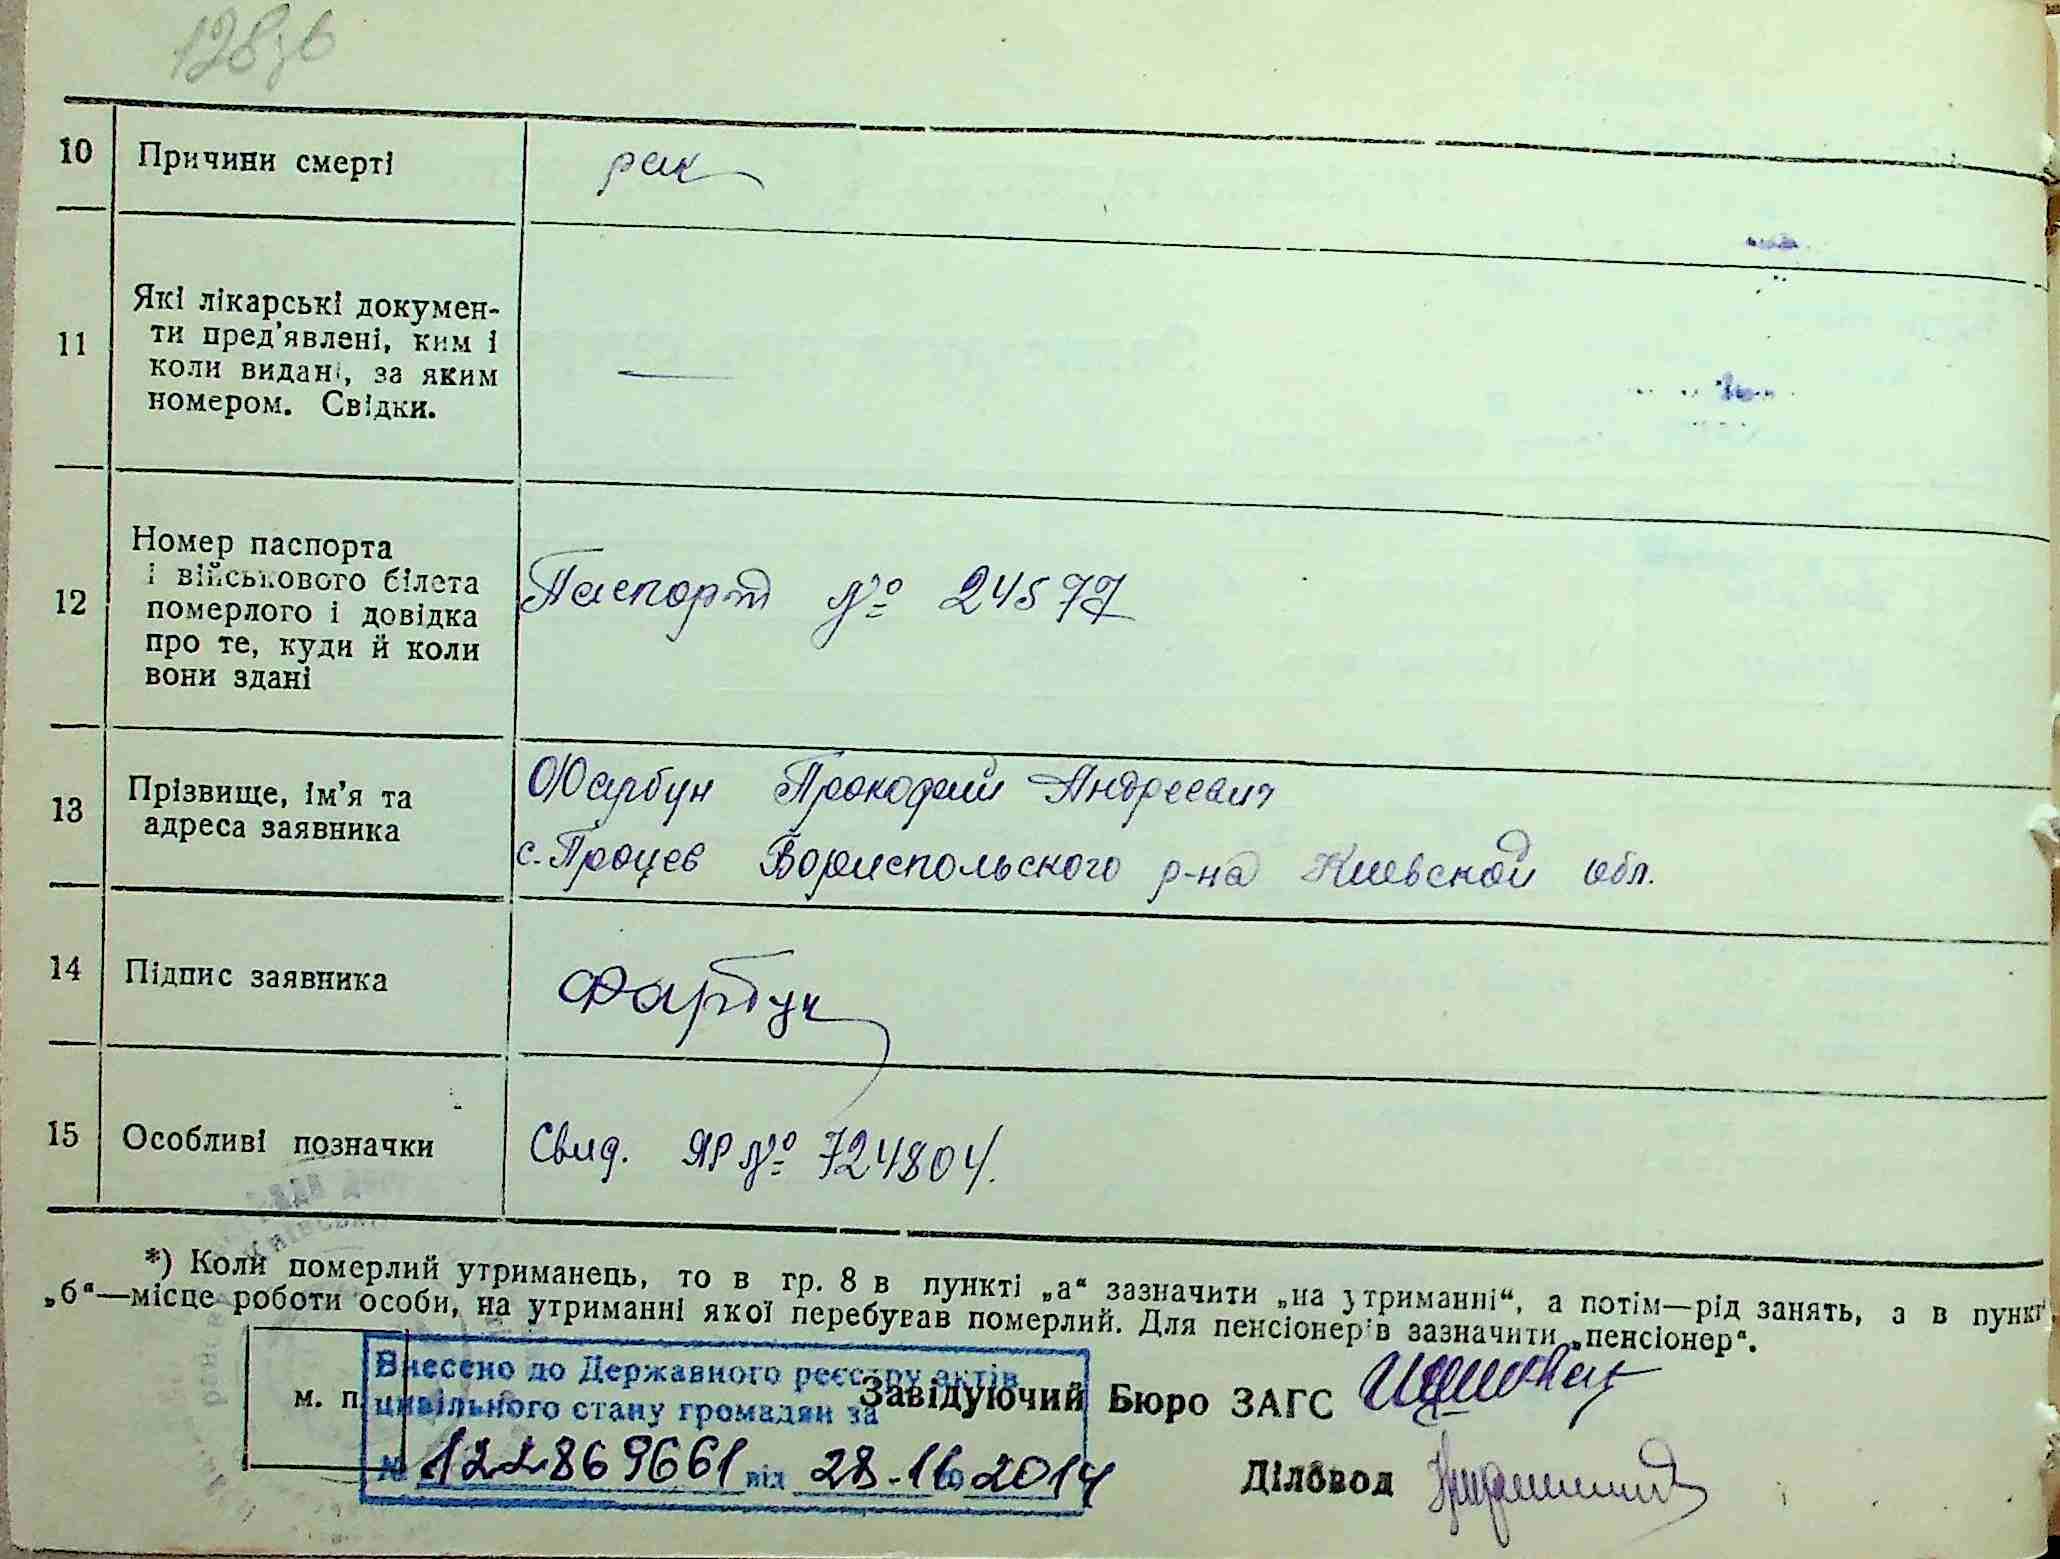 128зв
10 Причини смерті рак
11 Які лікарські докумен-
ти пред'явлені, ким і
коли видані, за яким
номером. Свідки. —
12 Номер паспорта
і військового білета
померлого і довідка
про те, куди й коли
вони здані
Паспорт № 24577
13 Прізвище, ім'я та
адреса заявника
Фарбун Прокофий Андреевич
с. Процев Бориспольского р-на Киевской обл.
14 Підпис заявника Фарбун
15 Особливі позначки Свид. ЯР № 724804.
*) Коли померлий утриманець, то в гр. 8 в пункті „а“ зазначити „на утриманні“, а потім—рід занять, а в пункті
„б“—місце роботи особи, на утриманні якої перебував померлий. Для пенсіонерів зазначити „пенсіонер“.
Внесено до Державного реєстру актів
цивільного стану громадян за
№ 122869661 від 28.10.2014
м. п.
Завідуючий Бюро ЗАГС
Діловод